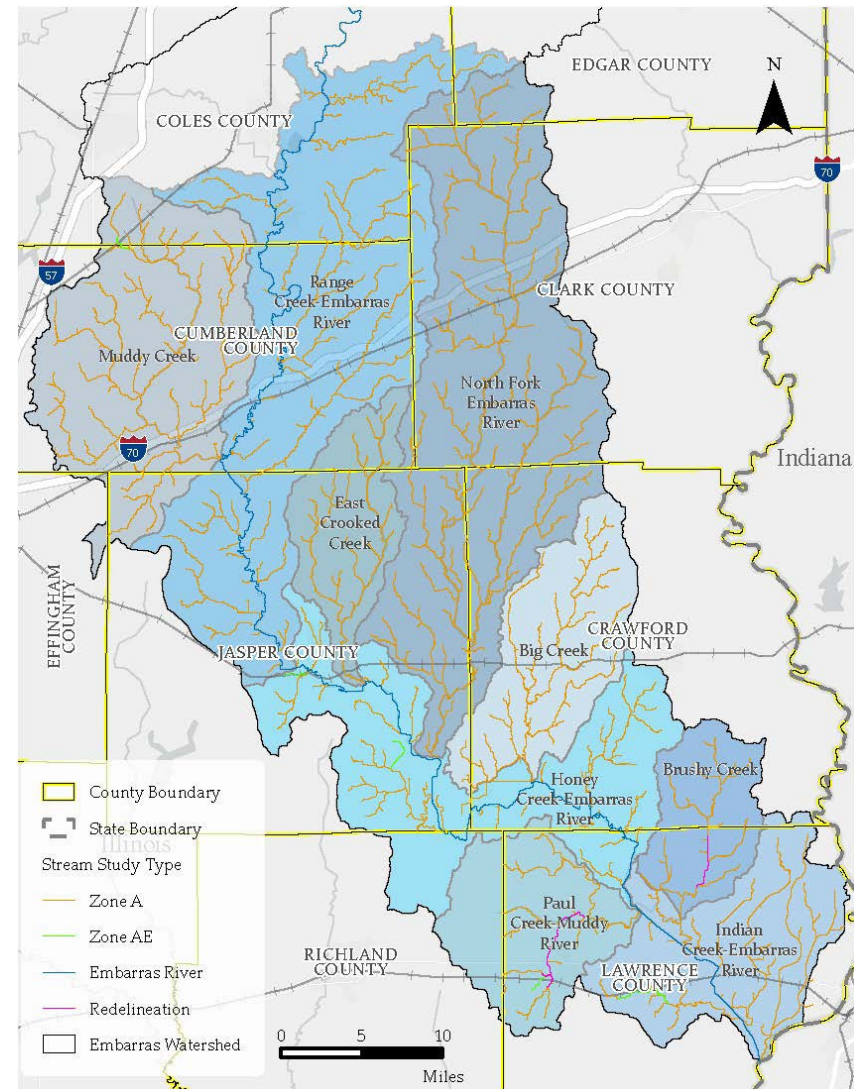 EDGAR COUNTY
N
COLES COUNTY
70
57
Range
Creek-Embarras
River
CLARK COUNTY
CUMBERLAND
COUNTY
Muddy Creek
North Fork
Embarras
River
70
Indiana
East
Crooked
Creek
EFFINGHAM
COUNTY
CRAWFORD
COUNTY
JASPER COUNTY
Big Creek
Honey
Creek-Embarras
River
Brushy Creek
County Boundary
State Boundary
Illinois
Stream Study Type
Zone A
Zone AE
Embarras River
Redelineation
Embarras Watershed
Paul
Creek-Muddy
River
Indian
Creek-Embarras
River
RICHLAND
COUNTY
LAWRENCE
COUNTY
0 5 10
Miles